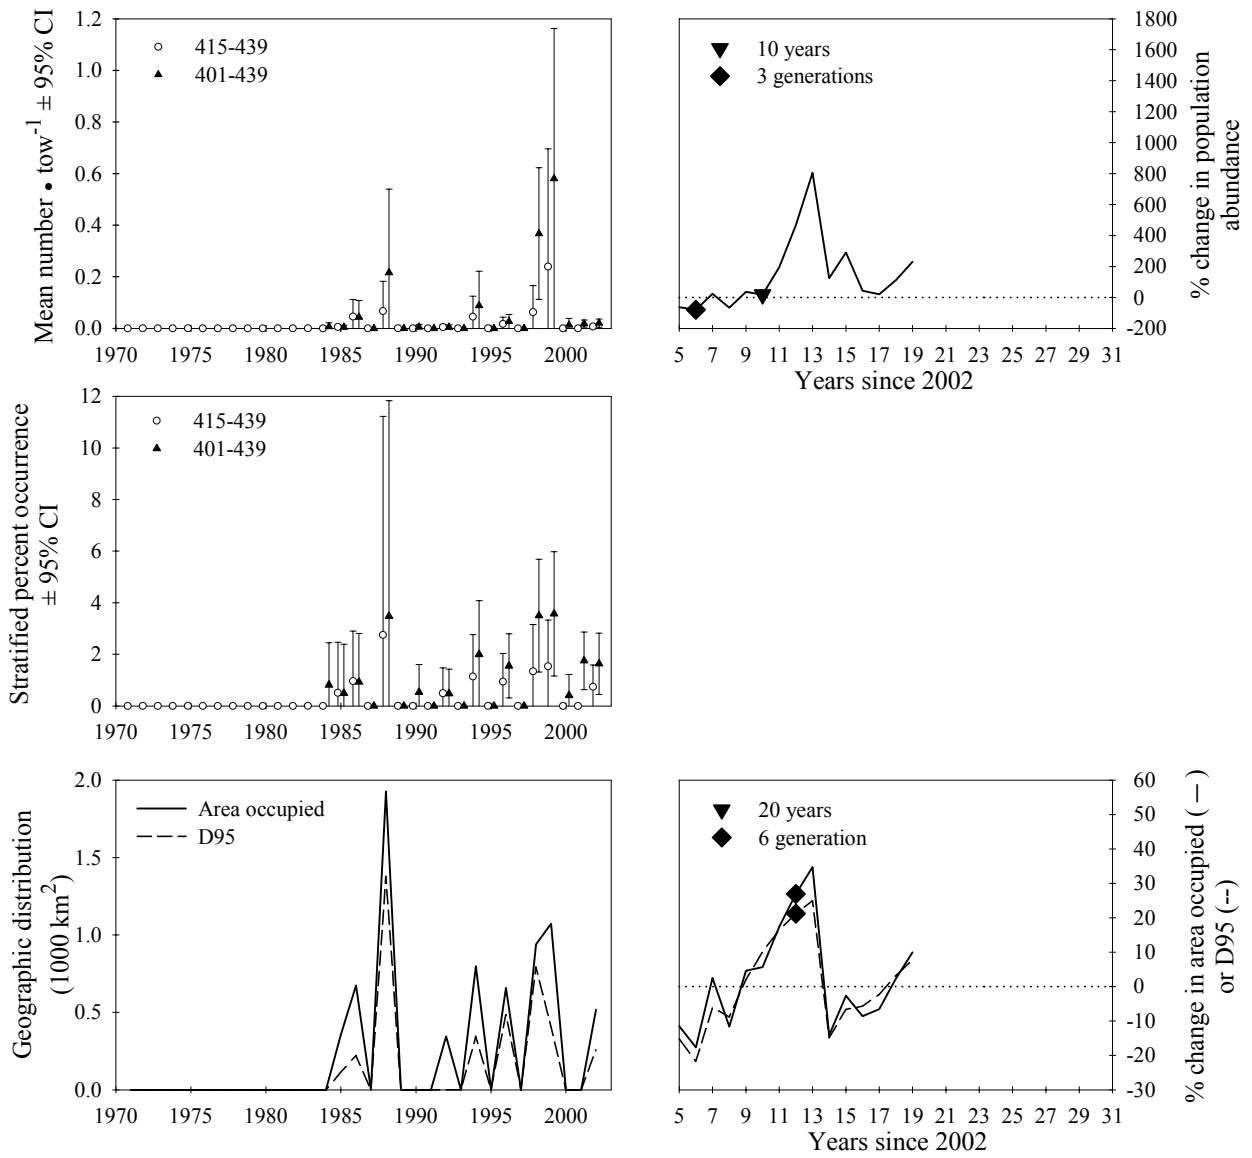 Mean number • tow-1 ± 95% CI
1.2
1.0
0.8
0.6
0.4
0.2
0.0
415-439
401-439
1970 1975 1980 1985 1990 1995 2000
10 years
3 generations
1800
1600
1400
1200
1000
800
600
400
200
0
-200
% change in population
abundance
5 7 9 11 13 15 17 19 21 23 25 27 29 31
Years since 2002
Stratified percent occurrence
± 95% CI
12
10
8
6
4
2
0
415-439
401-439
1970 1975 1980 1985 1990 1995 2000
Geographic distribution
(1000 km2)
2.0
1.5
1.0
0.5
0.0
Area occupied
D95
1970 1975 1980 1985 1990 1995 2000
20 years
6 generation
60
50
40
30
20
10
0
-10
-20
-30
% change in area occupied (—)
or D95 (--)
5 7 9 11 13 15 17 19 21 23 25 27 29 31
Years since 2002